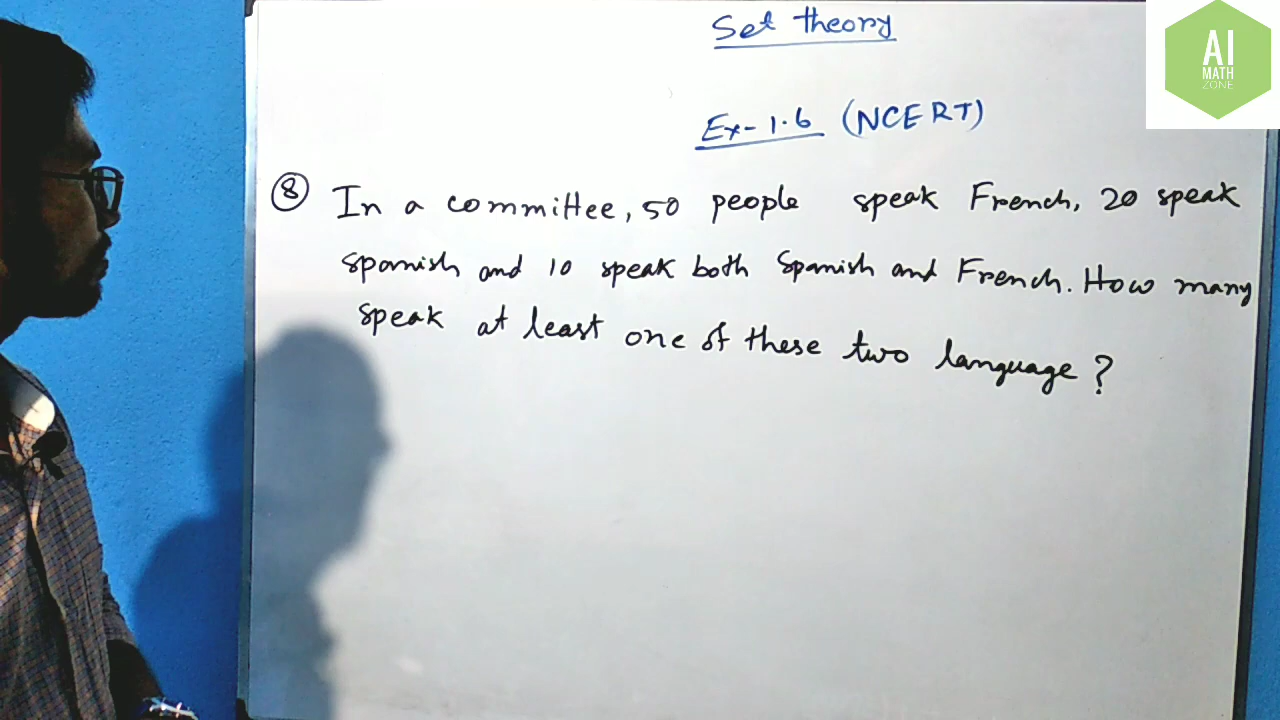 Set theory
AI
MATH
ZONE
Ex-1.6 (NCERT)
8 In a committee, 50 people speak French, 20 speak
spanish and 10 speak both Spanish and French. How many
speak at least one of these two language ?